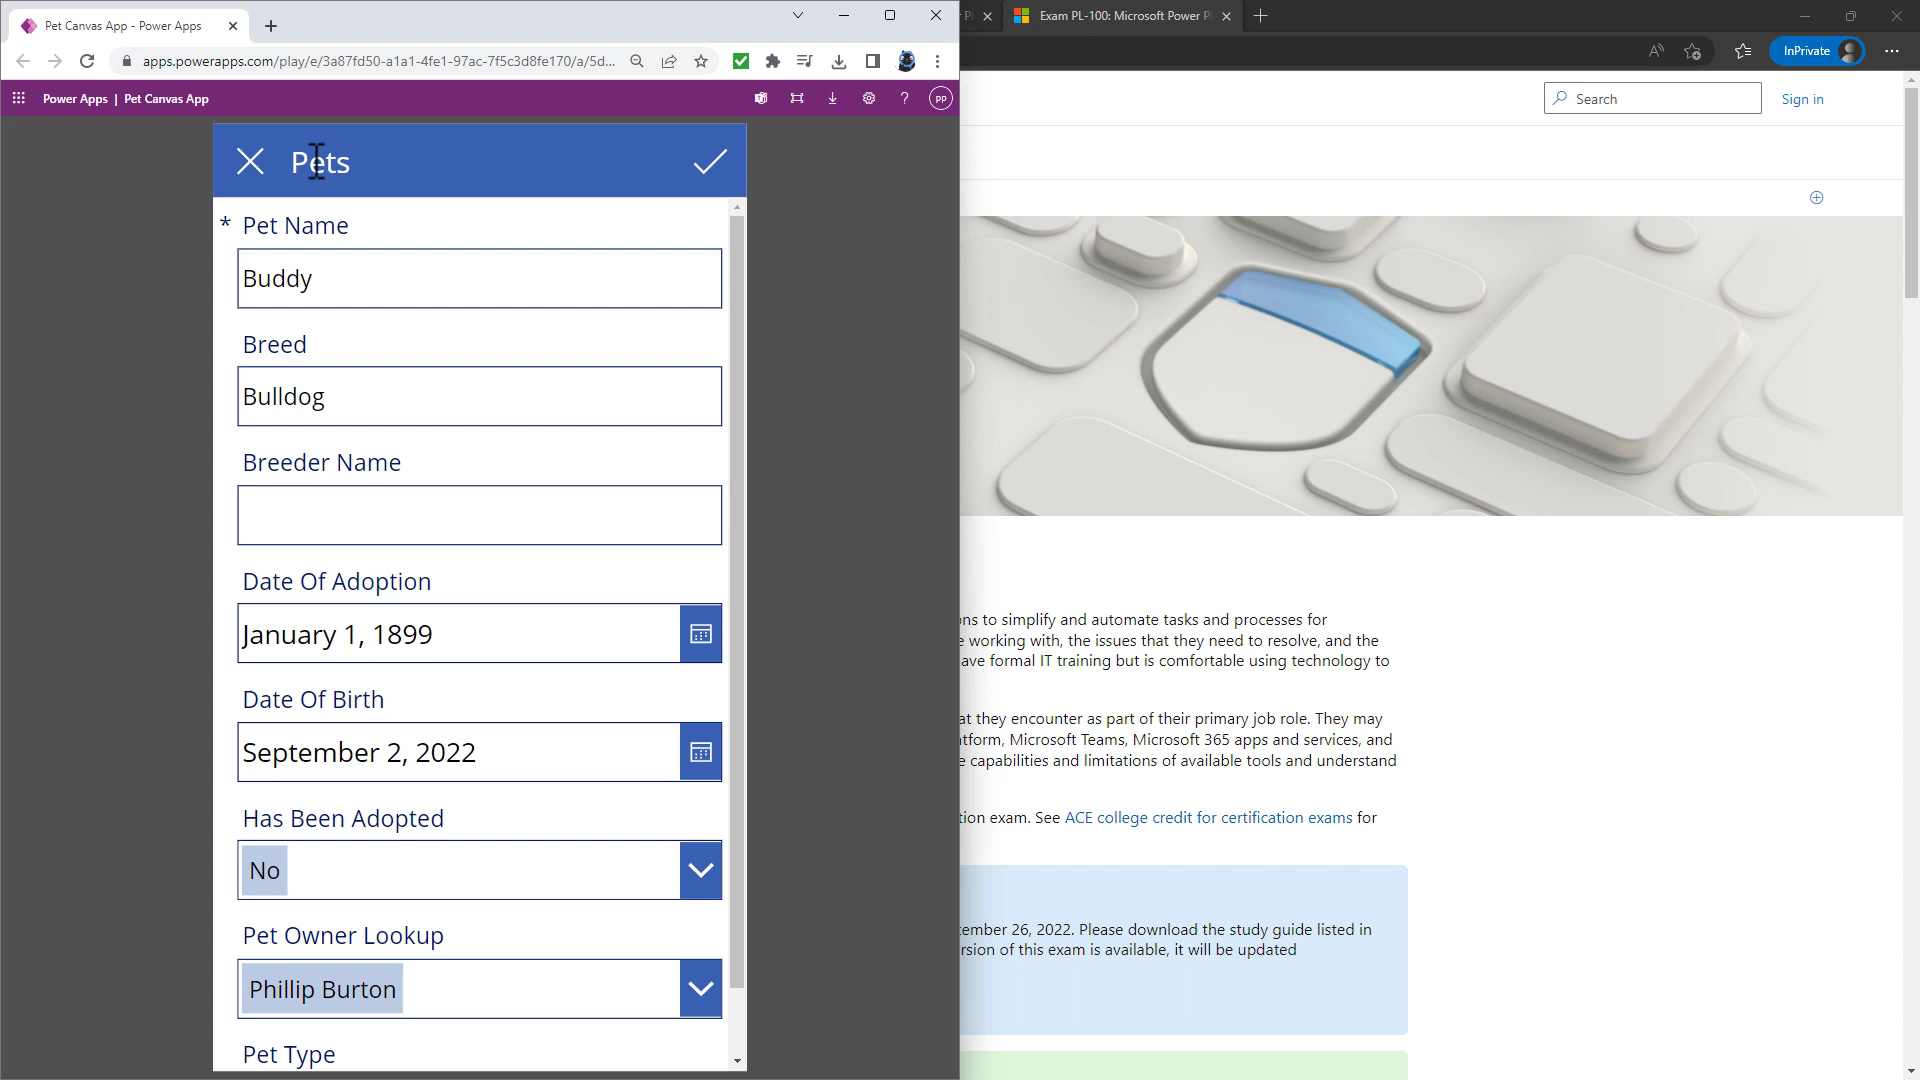 Pet Canvas App - Power Apps
Exam PL-100: Microsoft Power P
apps.powerapps.com/play/e/3a87fd50-a1a1-4fe1-97ac-7f5c3d8fe170/a/5d...
InPrivate
Power Apps | Pet Canvas App
PP
Search
Sign in
Pets
* Pet Name
Buddy
Breed
Bulldog
Breeder Name
Date Of Adoption
January 1, 1899
Date Of Birth
September 2, 2022
Has Been Adopted
No
Pet Owner Lookup
Phillip Burton
Pet Type
ns to simplify and automate tasks and processes for
working with, the issues that they need to resolve, and the
ave formal IT training but is comfortable using technology to
at they encounter as part of their primary job role. They may
tform, Microsoft Teams, Microsoft 365 apps and services, and
capabilities and limitations of available tools and understand
tion exam. See ACE college credit for certification exams for
ember 26, 2022. Please download the study guide listed in
rsion of this exam is available, it will be updated